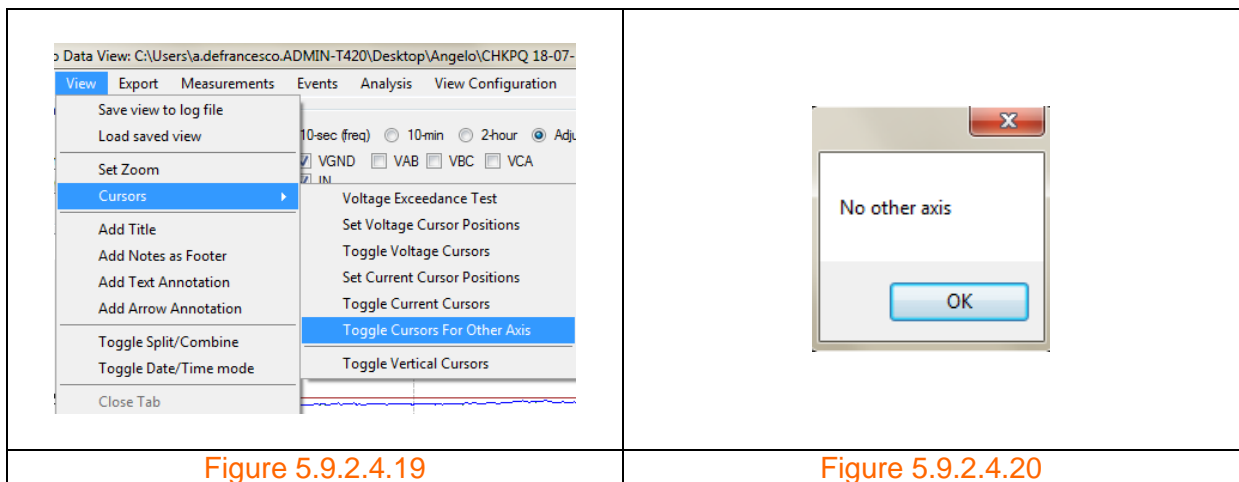 o Data View: C:\Users\a.defrancesco.ADMIN-T420\Desktop\Angelo\CHKPQ 18-07-
View Export Measurements Events Analysis View Configuration
Save view to log file
Load saved view
10-sec (freq) 10-min 2-hour Adju
VGND VAB VBC VCA
IN
Set Zoom
Cursors
Add Title
Add Notes as Footer
Add Text Annotation
Add Arrow Annotation
Toggle Split/Combine
Toggle Date/Time mode
Close Tab
Voltage Exceedance Test
Set Voltage Cursor Positions
Toggle Voltage Cursors
Set Current Cursor Positions
Toggle Current Cursors
Toggle Cursors For Other Axis
Toggle Vertical Cursors
No other axis
OK
Figure 5.9.2.4.19
Figure 5.9.2.4.20